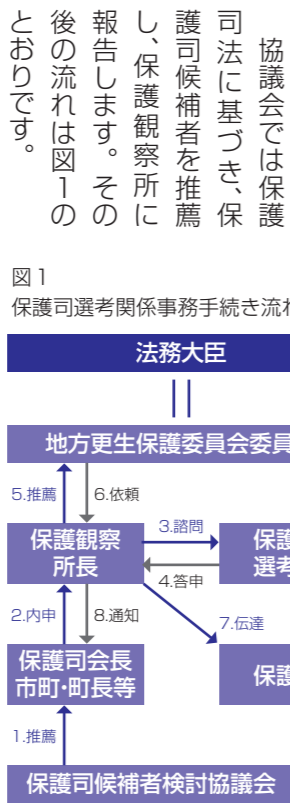 協議会では保護
司法に基づき、保
護司候補者を推薦
し、保護観察所に
報告します。その
後の流れは図1の
とおりです。
図1
保護司選考関係事務手続き流れ
法務大臣
地方更生保護委員会委員
5.推薦
6.依頼
保護観察
所長
3.諮問
4.答申
保護
選考
2.内申
8.通知
7.伝達
保護司会長
市町・町長等
保護
1.推薦
保護司候補者検討協議会